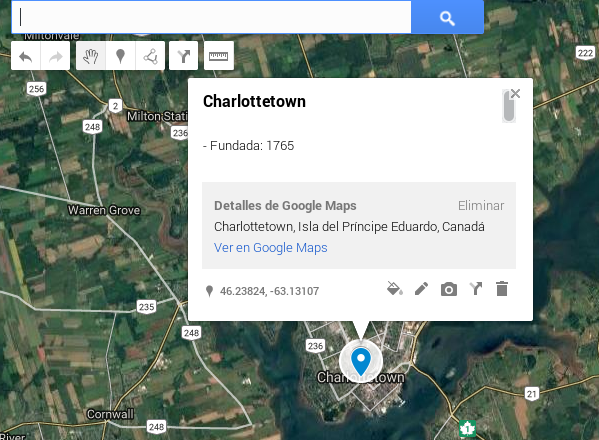 Miltonvale
222
256
2
248
Milton Stati
236
Charlottetown
- Fundada: 1765
Detalles de Google Maps Eliminar
Charlottetown, Isla del Príncipe Eduardo, Canadá
Ver en Google Maps
46.23824, -63.13107
Warren Grove
235
248
236
Charlottetown
21
Cornwall
248
1
River